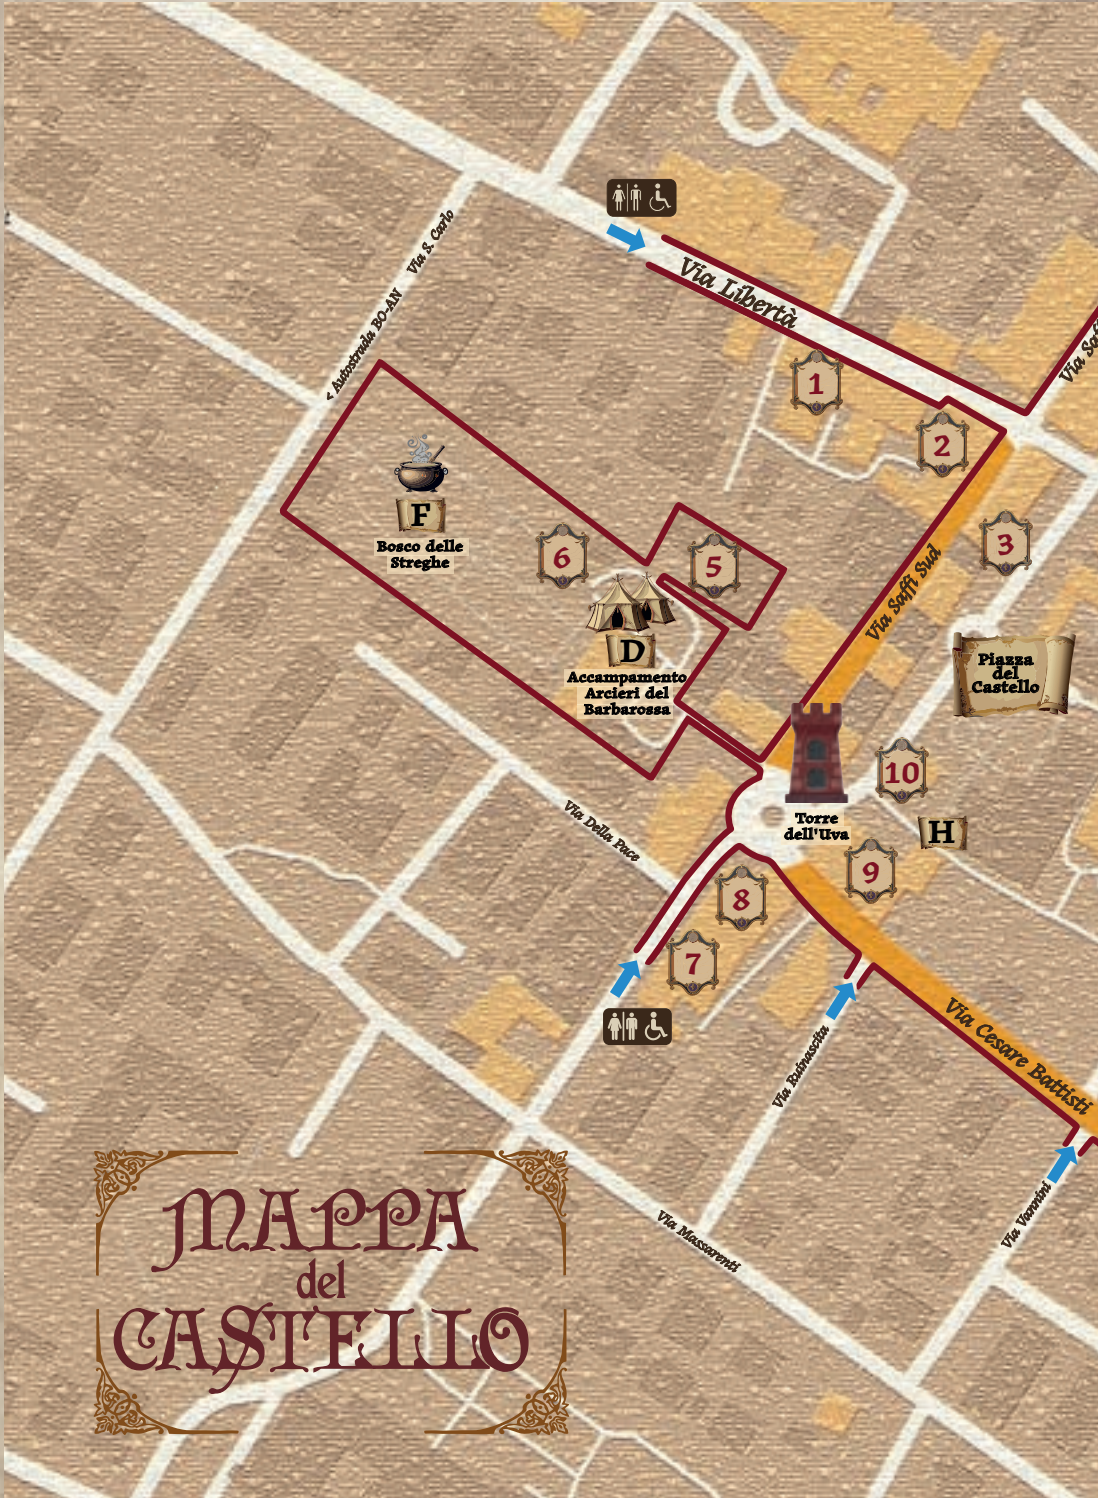 Via S. Carlo
< Autostrada BO-AN
Via Libertà
Via Saf
1
2
3
F
Bosco delle
Streghe
6
5
Via Saffi Sud
D
Accampamento
Arcieri del
Barbarossa
Piazza
del
Castello
10
Torre
dell'Uva
H
Via Della Pace
9
8
7
Via Rainascita
Via Cesare Battisti
Via Vannini
Via Massarenti
MAPPA
del
CASTELLO